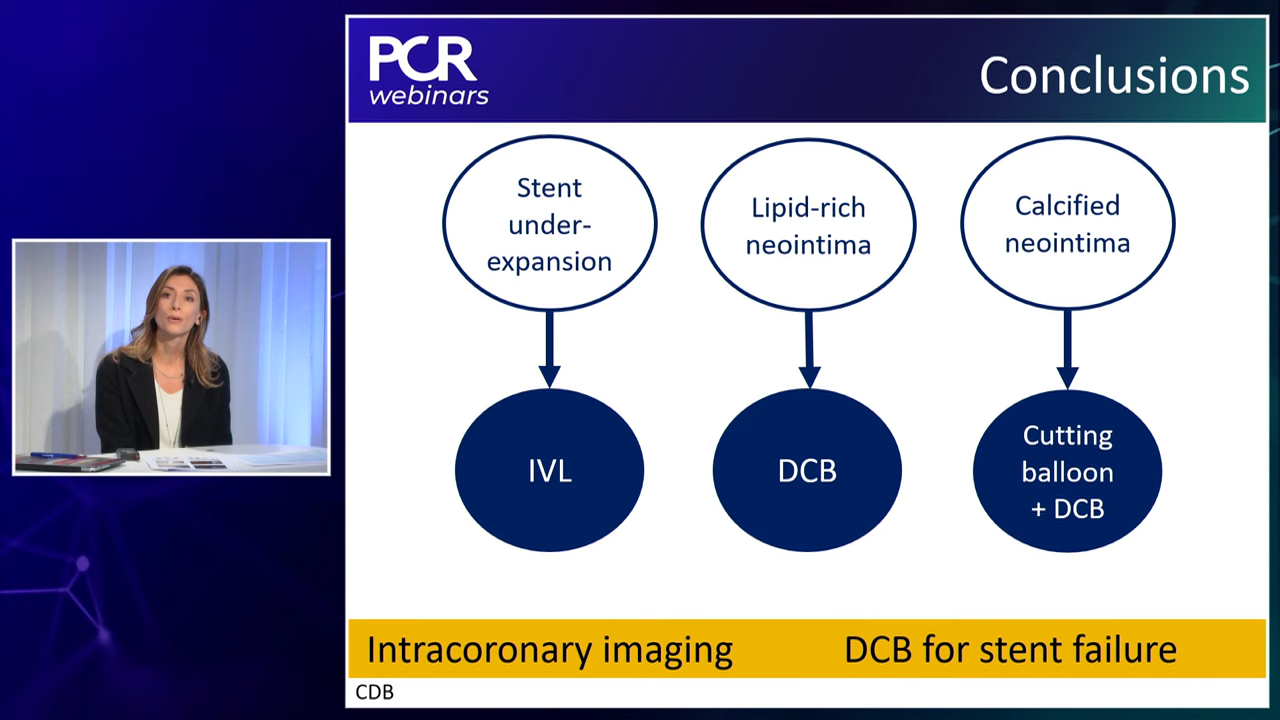 PCR
webinars
Conclusions
Stent
under-
expansion
Lipid-rich
neointima
Calcified
neointima
IVL
DCB
Cutting
balloon
+ DCB
Intracoronary imaging
DCB for stent failure
CDB